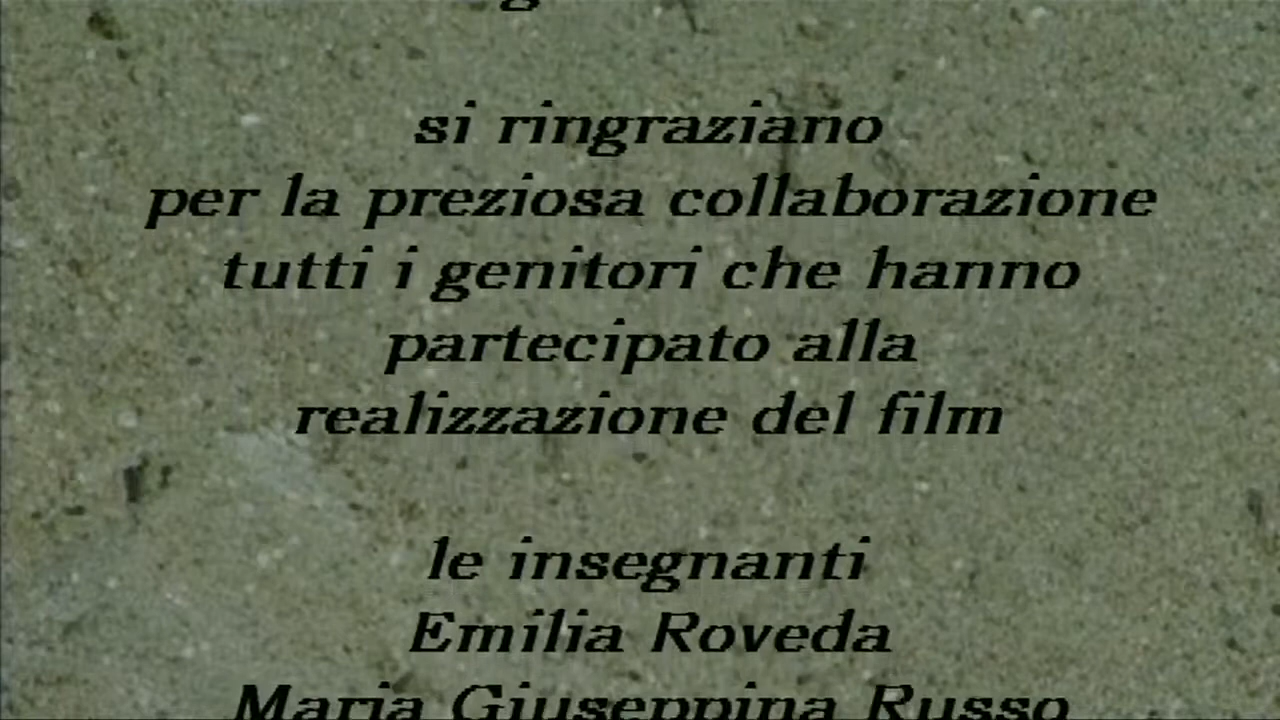 si ringraziano
per la preziosa collaborazione
tutti i genitori che hanno
partecipato alla
realizzazione del film
le insegnanti
Emilia Roveda
Maria Giuseppina Russo